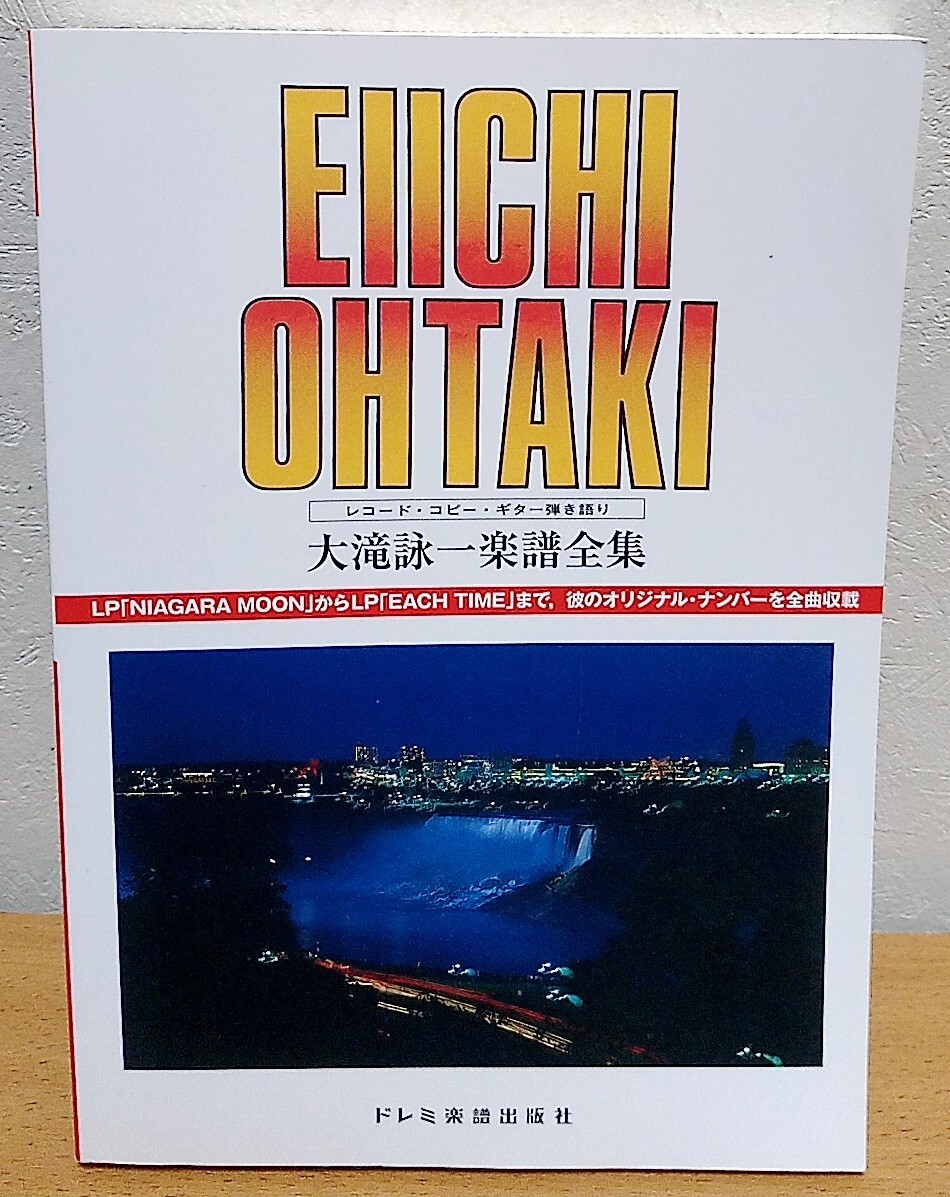 EIICHI
OHTAKI
レコード・コピー・ギター弾き語り
大滝詠一楽譜全集
LP「NIAGARA MOON」からLP「EACH TIME」まで，彼のオリジナル・ナンバーを全曲収載
ドレミ楽譜出版社